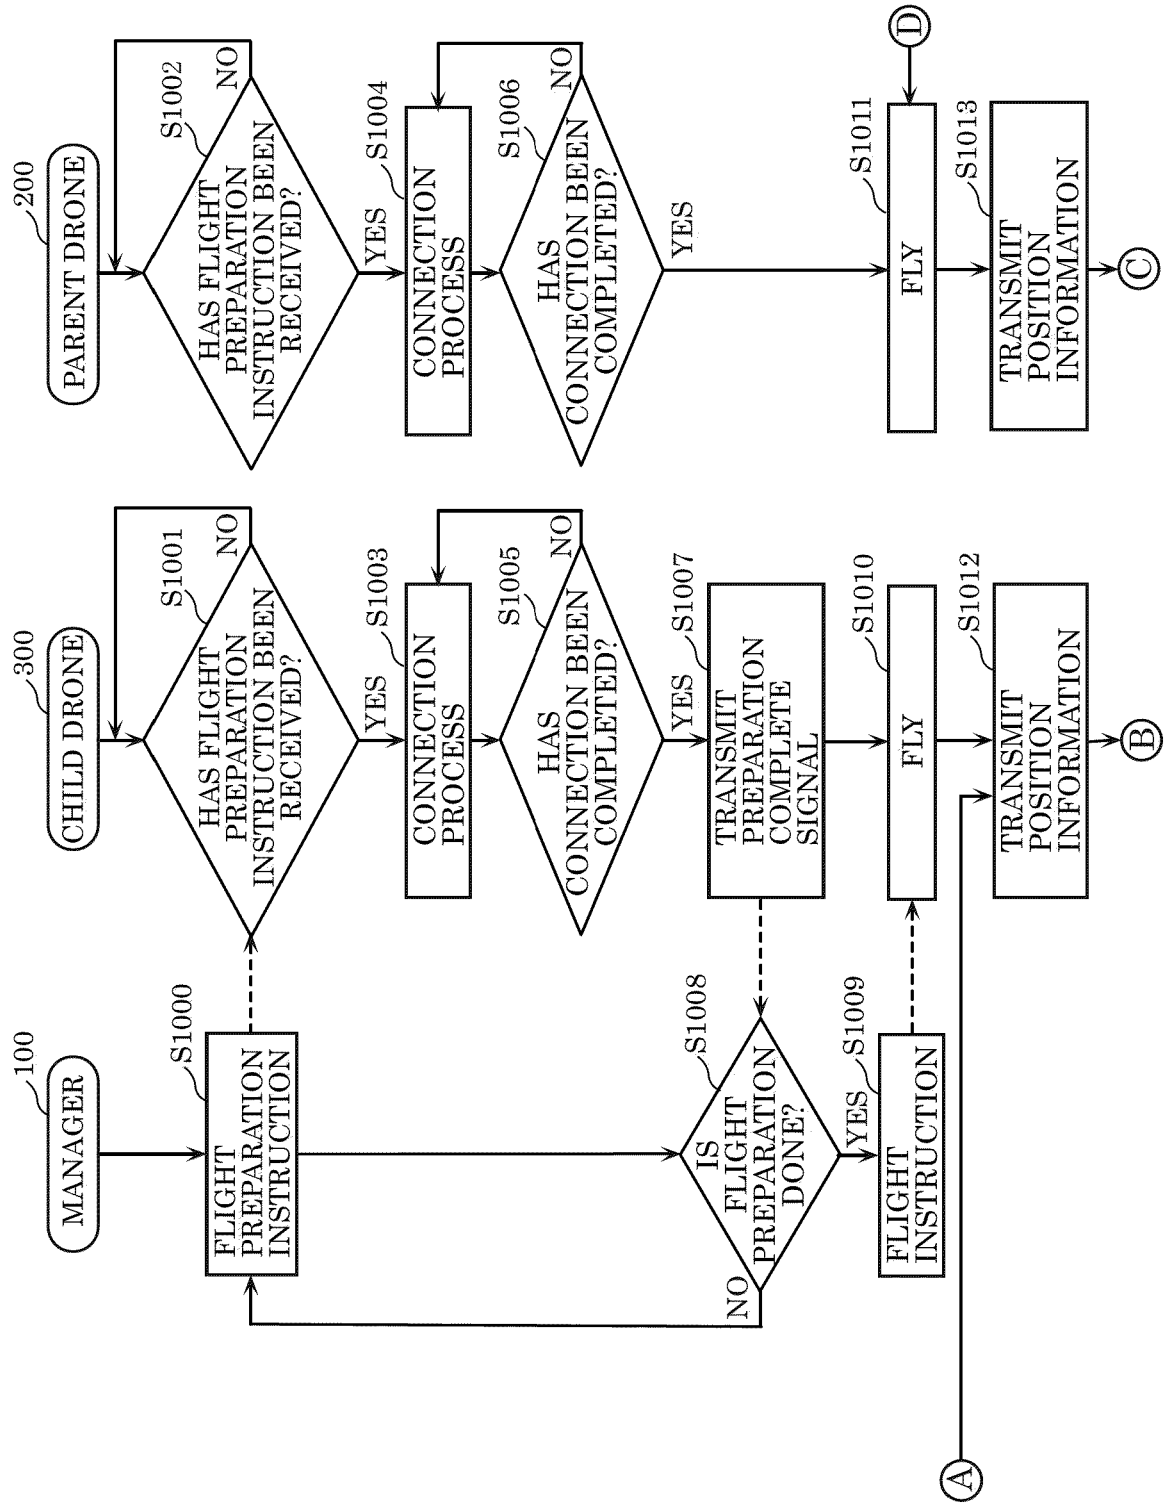 100
MANAGER
S1000
FLIGHT
PREPARATION
INSTRUCTION
S1008
IS
FLIGHT
PREPARATION
DONE?
NO
YES
S1009
FLIGHT
INSTRUCTION
A
300
CHILD DRONE
S1001
HAS FLIGHT
PREPARATION
INSTRUCTION BEEN
RECEIVED?
NO
YES
S1003
CONNECTION
PROCESS
S1005
HAS
CONNECTION BEEN
COMPLETED?
NO
YES
S1007
TRANSMIT
PREPARATION
COMPLETE
SIGNAL
S1010
FLY
S1012
TRANSMIT
POSITION
INFORMATION
B
200
PARENT DRONE
S1002
HAS FLIGHT
PREPARATION
INSTRUCTION BEEN
RECEIVED?
NO
YES
S1004
CONNECTION
PROCESS
S1006
HAS
CONNECTION BEEN
COMPLETED?
NO
YES
D
S1011
FLY
S1013
TRANSMIT
POSITION
INFORMATION
C